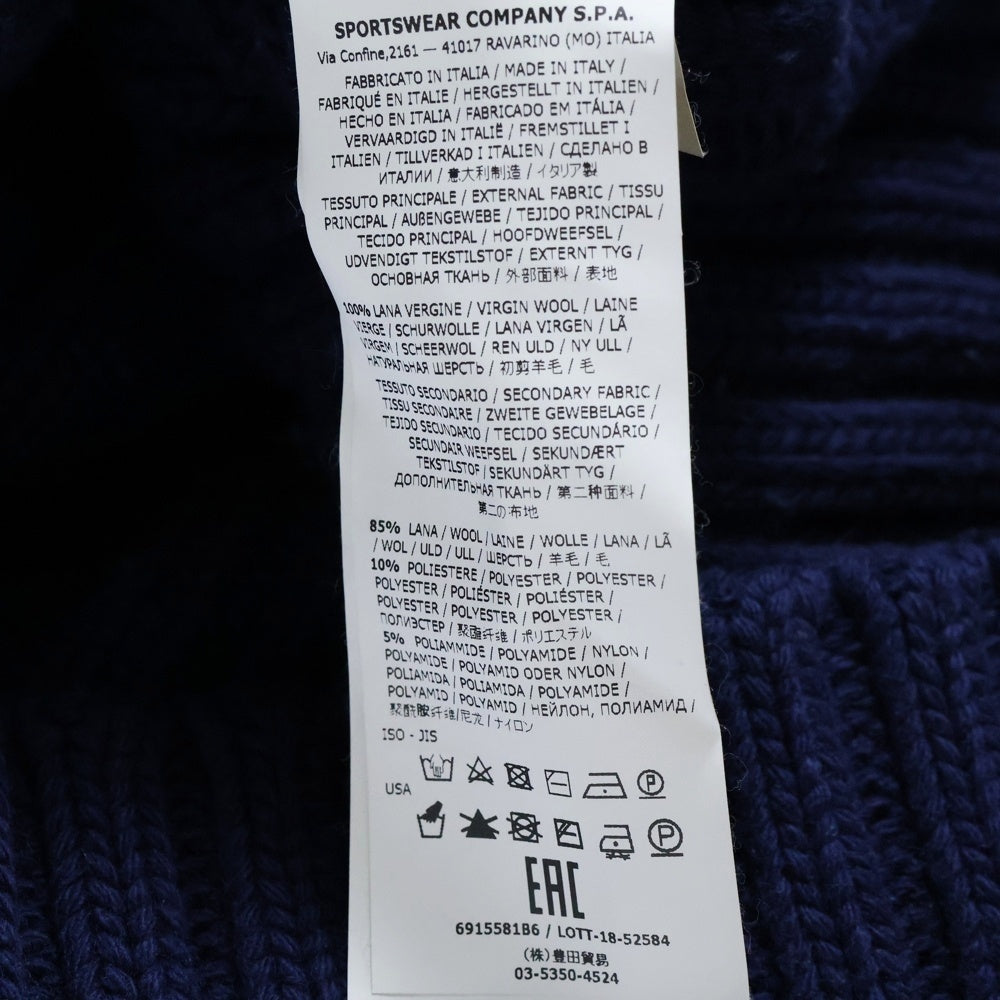 SPORTSWEAR COMPANY S.P.A.
Via Confine,2161 — 41017 RAVARINO (MO) ITALIA
FABBRICATO IN ITALIA / MADE IN ITALY /
FABRIQUÉ EN ITALIE / HERGESTELLT IN ITALIEN /
HECHO EN ITALIA / FABRICADO EM ITÁLIA /
VERVAARDIGD IN ITALIË / FREMSTILLET I
ITALIEN / TILLVERKAD I ITALIEN / СДЕЛАНО В
ИТАЛИИ / 意大利制造 / イタリア製
TESSUTO PRINCIPALE / EXTERNAL FABRIC / TISSU
PRINCIPAL / AUßENGEWEBE / TEJIDO PRINCIPAL /
TECIDO PRINCIPAL / HOOFDWEEFSEL /
UDVENDIGT TEKSTILSTOF / EXTERNT TYG /
ОСНОВНАЯ ТКАНЬ / 外部面料 / 表地
100% LANA VERGINE / VIRGIN WOOL / LAINE
VIERGE / SCHURWOLLE / LANA VIRGEN / LÃ
VIRGEM / SCHEERWOL / REN ULD / NY ULL /
НАТУРАЛЬНАЯ ШЕРСТЬ / 初剪羊毛 / 毛
TESSUTO SECONDARIO / SECONDARY FABRIC /
TISSU SECONDAIRE / ZWEITE GEWEBELAGE /
TEJIDO SECUNDARIO / TECIDO SECUNDÁRIO /
SECUNDAIR WEEFSEL / SEKUNDÆRT
TEKSTILSTOF / SEKUNDÄRT TYG /
ДОПОЛНИТЕЛЬНАЯ ТКАНЬ / 第二种面料 /
第二の布地
85% LANA / WOOL / LAINE / WOLLE / LANA / LÃ
/ WOL / ULD / ULL / ШЕРСТЬ / 羊毛 / 毛
10% POLIESTERE / POLYESTER / POLYESTER /
POLYESTER / POLIÉSTER / POLIÉSTER /
POLYESTER / POLYESTER / POLYESTER /
ПОЛИЭСТЕР / 聚酯纤维 / ポリエステル
5% POLIAMMIDE / POLYAMIDE / NYLON /
POLYAMIDE / POLYAMID ODER NYLON /
POLIAMIDA / POLIAMIDA / POLYAMIDE /
POLYAMID / POLYAMID / НЕЙЛОН, ПОЛИАМИД /
聚酰胺纤维/尼龙 / ナイロン
ISO - JIS
P
USA
P
EAC
6915581B6 / LOTT-18-52584
(株)豊田貿易
03-5350-4524